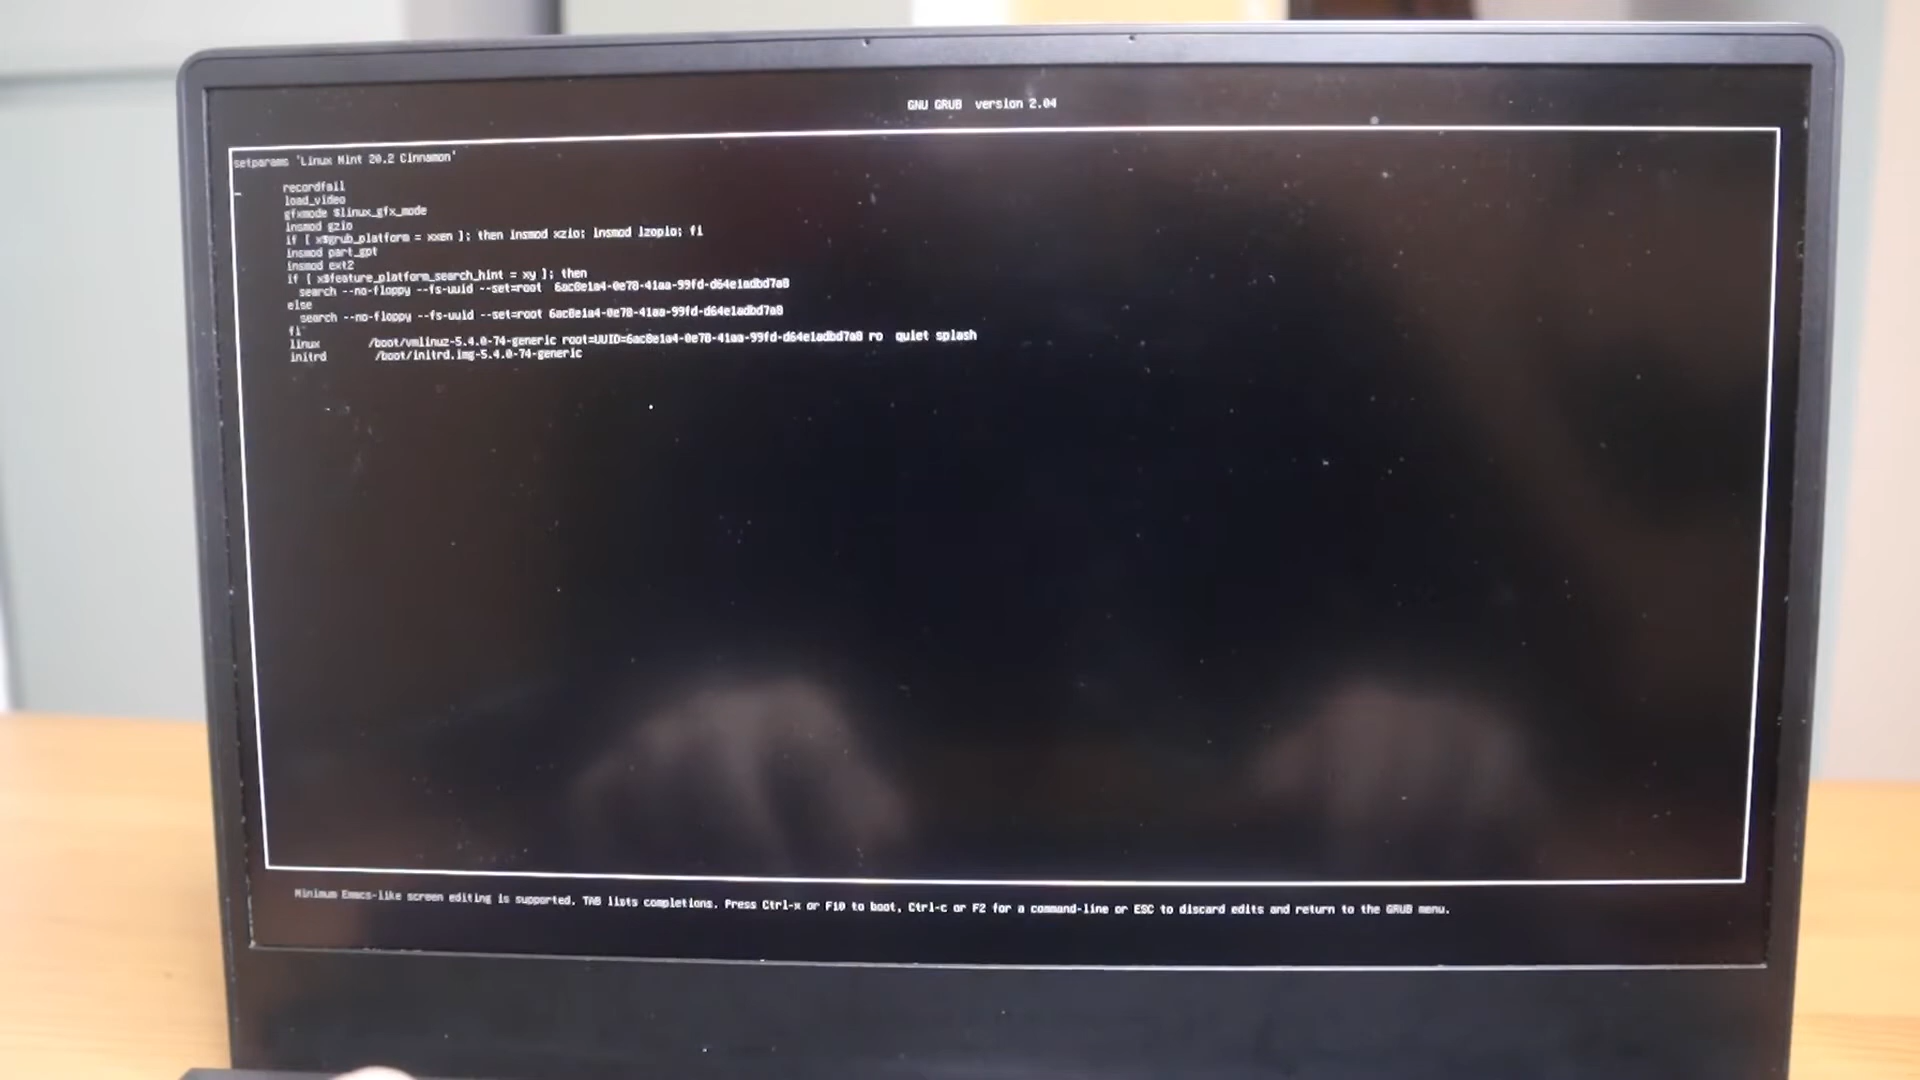 GNU GRUB version 2.04
setparams 'Linux Mint 20.2 Cinnamon'
recordfail
load_video
gfxmode $linux_gfx_mode
insmod gzio
if [ x$grub_platform = xxen ]; then insmod xzio; insmod lzopio; fi
insmod part_gpt
insmod ext2
if [ x$feature_platform_search_hint = xy ]; then
search --no-floppy --fs-uuid --set=root 6ac8e1a4-0e78-41aa-99fd-d64e1adbd7a8
else
search --no-floppy --fs-uuid --set=root 6ac8e1a4-0e78-41aa-99fd-d64e1adbd7a8
fi
linux /boot/vmlinuz-5.4.0-74-generic root=UUID=6ac8e1a4-0e78-41aa-99fd-d64e1adbd7a8 ro quiet splash
initrd /boot/initrd.img-5.4.0-74-generic
Minimum Emacs-like screen editing is supported. TAB lists completions. Press Ctrl-x or F10 to boot, Ctrl-c or F2 for a command-line or ESC to discard edits and return to the GRUB menu.